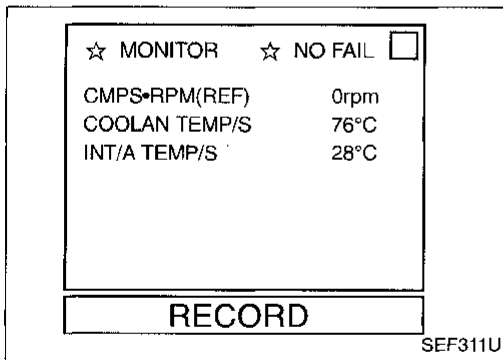 ☆ MONITOR ☆ NO FAIL
CMPS•RPM(REF) 0rpm
COOLAN TEMP/S 76°C
INT/A TEMP/S 28°C
RECORD
SEF311U